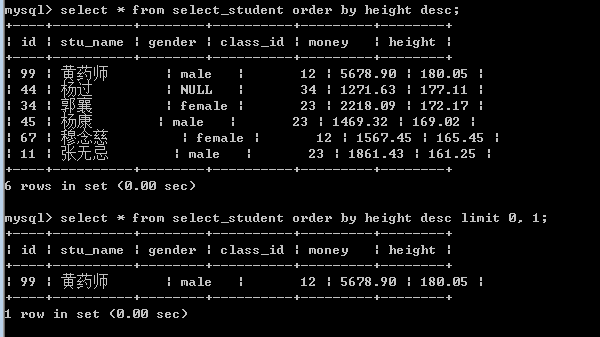 mysql> select * from select_student order by height desc;
+----+----------+--------+----------+---------+--------+
| id | stu_name | gender | class_id | money   | height |
+----+----------+--------+----------+---------+--------+
| 99 | 黄药师       | male   |       12 | 5678.90 | 180.05 |
| 44 | 杨过       | NULL   |       34 | 1271.63 | 177.11 |
| 34 | 郭襄       | female |       23 | 2218.09 | 172.17 |
| 45 | 杨康     | male   |       23 | 1469.32 | 169.02 |
| 67 | 穆念慈         | female |       12 | 1567.45 | 165.45 |
| 11 | 张无忌        | male   |       23 | 1861.43 | 161.25 |
+----+----------+--------+----------+---------+--------+
6 rows in set (0.00 sec)
mysql> select * from select_student order by height desc limit 0, 1;
+----+----------+--------+----------+---------+--------+
| id | stu_name | gender | class_id | money   | height |
+----+----------+--------+----------+---------+--------+
| 99 | 黄药师       | male   |       12 | 5678.90 | 180.05 |
+----+----------+--------+----------+---------+--------+
1 row in set (0.00 sec)